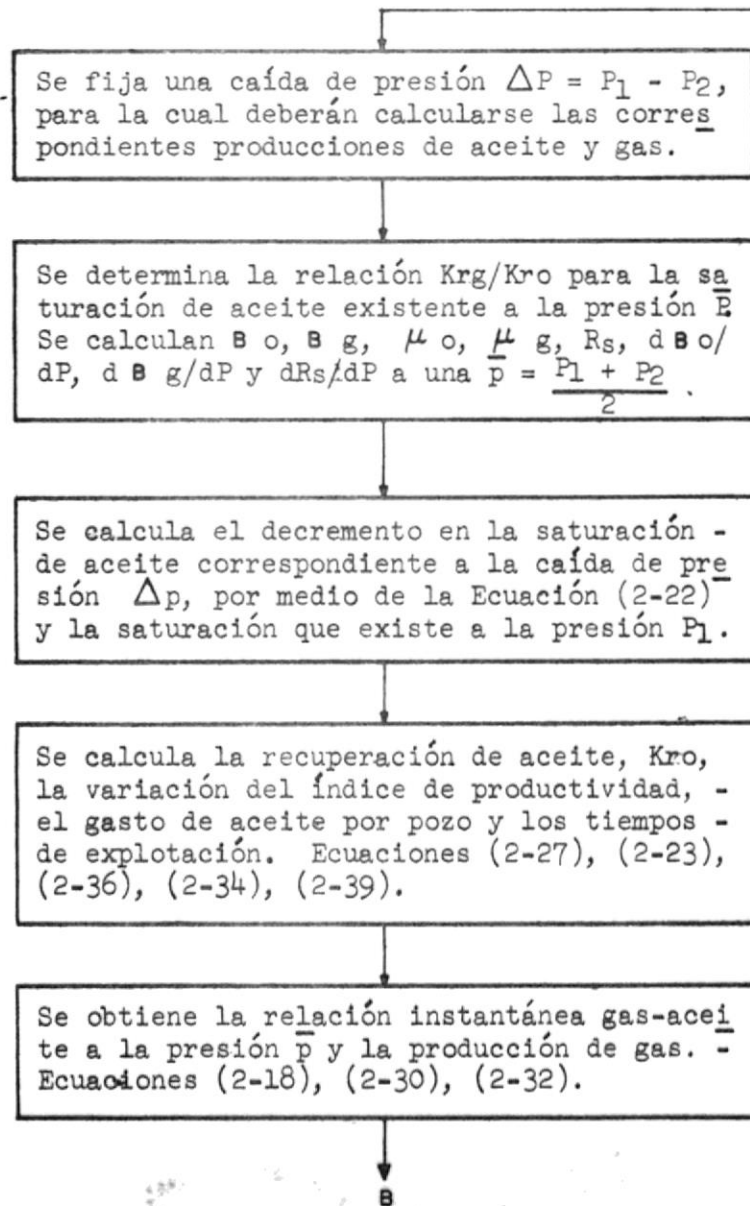 Se fija una caída de presión ΔP = P1 - P2,
para la cual deberán calcularse las corres
pondientes producciones de aceite y gas.
Se determina la relación Krg/Kro para la sa
turación de aceite existente a la presión P̅.
Se calculan B o, B g, μ o, μ g, Rs, d B o/
dP, d B g/dP y dRs/dP a una p̅ = P1 + P2
2 .
Se calcula el decremento en la saturación -
de aceite correspondiente a la caída de pre
sión Δp, por medio de la Ecuación (2-22)
y la saturación que existe a la presión P1.
Se calcula la recuperación de aceite, Kro,
la variación del índice de productividad, -
el gasto de aceite por pozo y los tiempos -
de explotación. Ecuaciones (2-27), (2-23),
(2-36), (2-34), (2-39).
Se obtiene la relación instantánea gas-acei
te a la presión p̅ y la producción de gas. -
Ecuaciones (2-18), (2-30), (2-32).
B